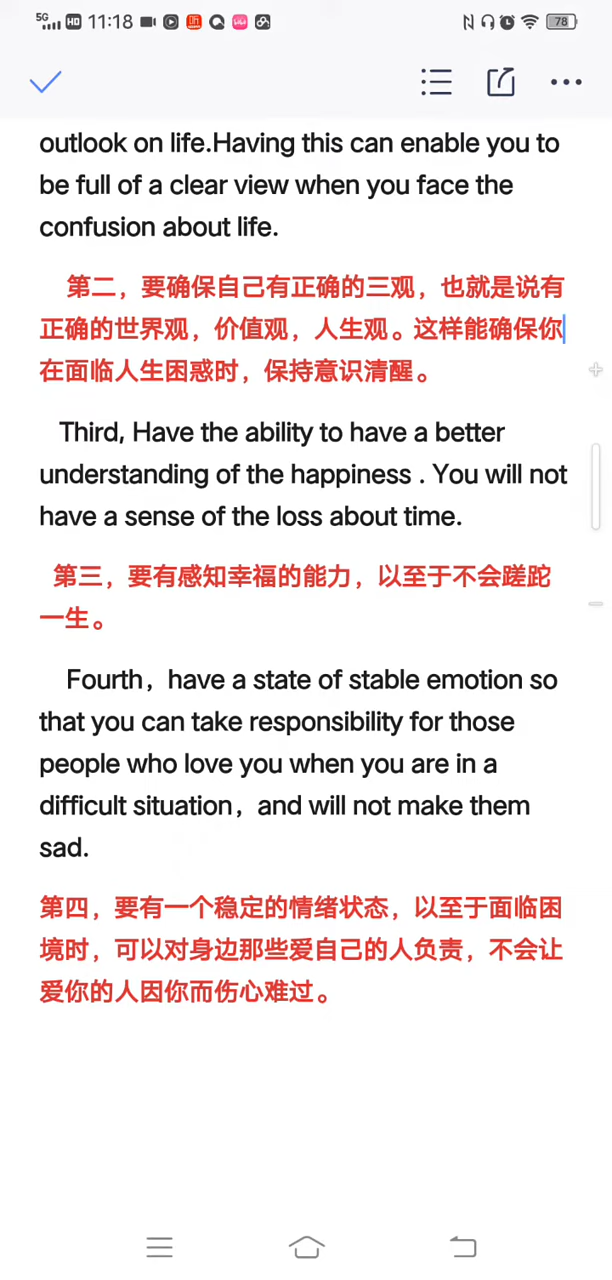 5G HD 11:18 78
outlook on life.Having this can enable you to
be full of a clear view when you face the
confusion about life.
第二，要确保自己有正确的三观，也就是说有
正确的世界观，价值观，人生观。这样能确保你
在面临人生困惑时，保持意识清醒。
Third, Have the ability to have a better
understanding of the happiness . You will not
have a sense of the loss about time.
第三，要有感知幸福的能力，以至于不会蹉跎
一生。
Fourth，have a state of stable emotion so
that you can take responsibility for those
people who love you when you are in a
difficult situation，and will not make them
sad.
第四，要有一个稳定的情绪状态，以至于面临困
境时，可以对身边那些爱自己的人负责，不会让
爱你的人因你而伤心难过。